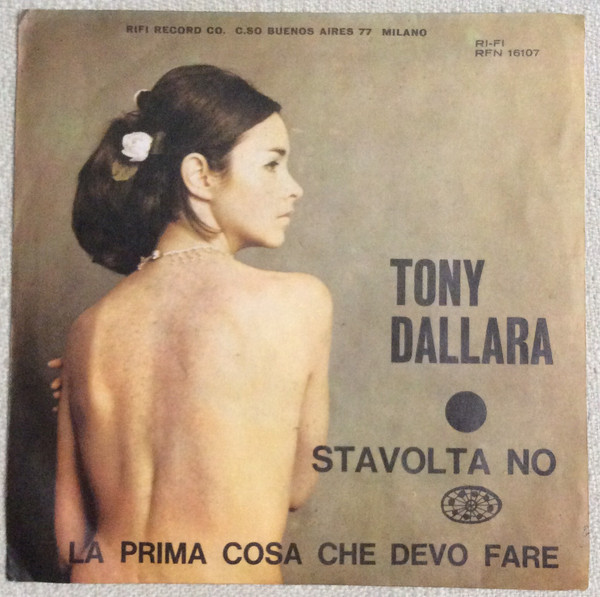 RIFI RECORD CO. C.SO BUENOS AIRES 77 MILANO
RI-FI
RFN 16107
TONY
DALLARA
STAVOLTA NO
LA PRIMA COSA CHE DEVO FARE